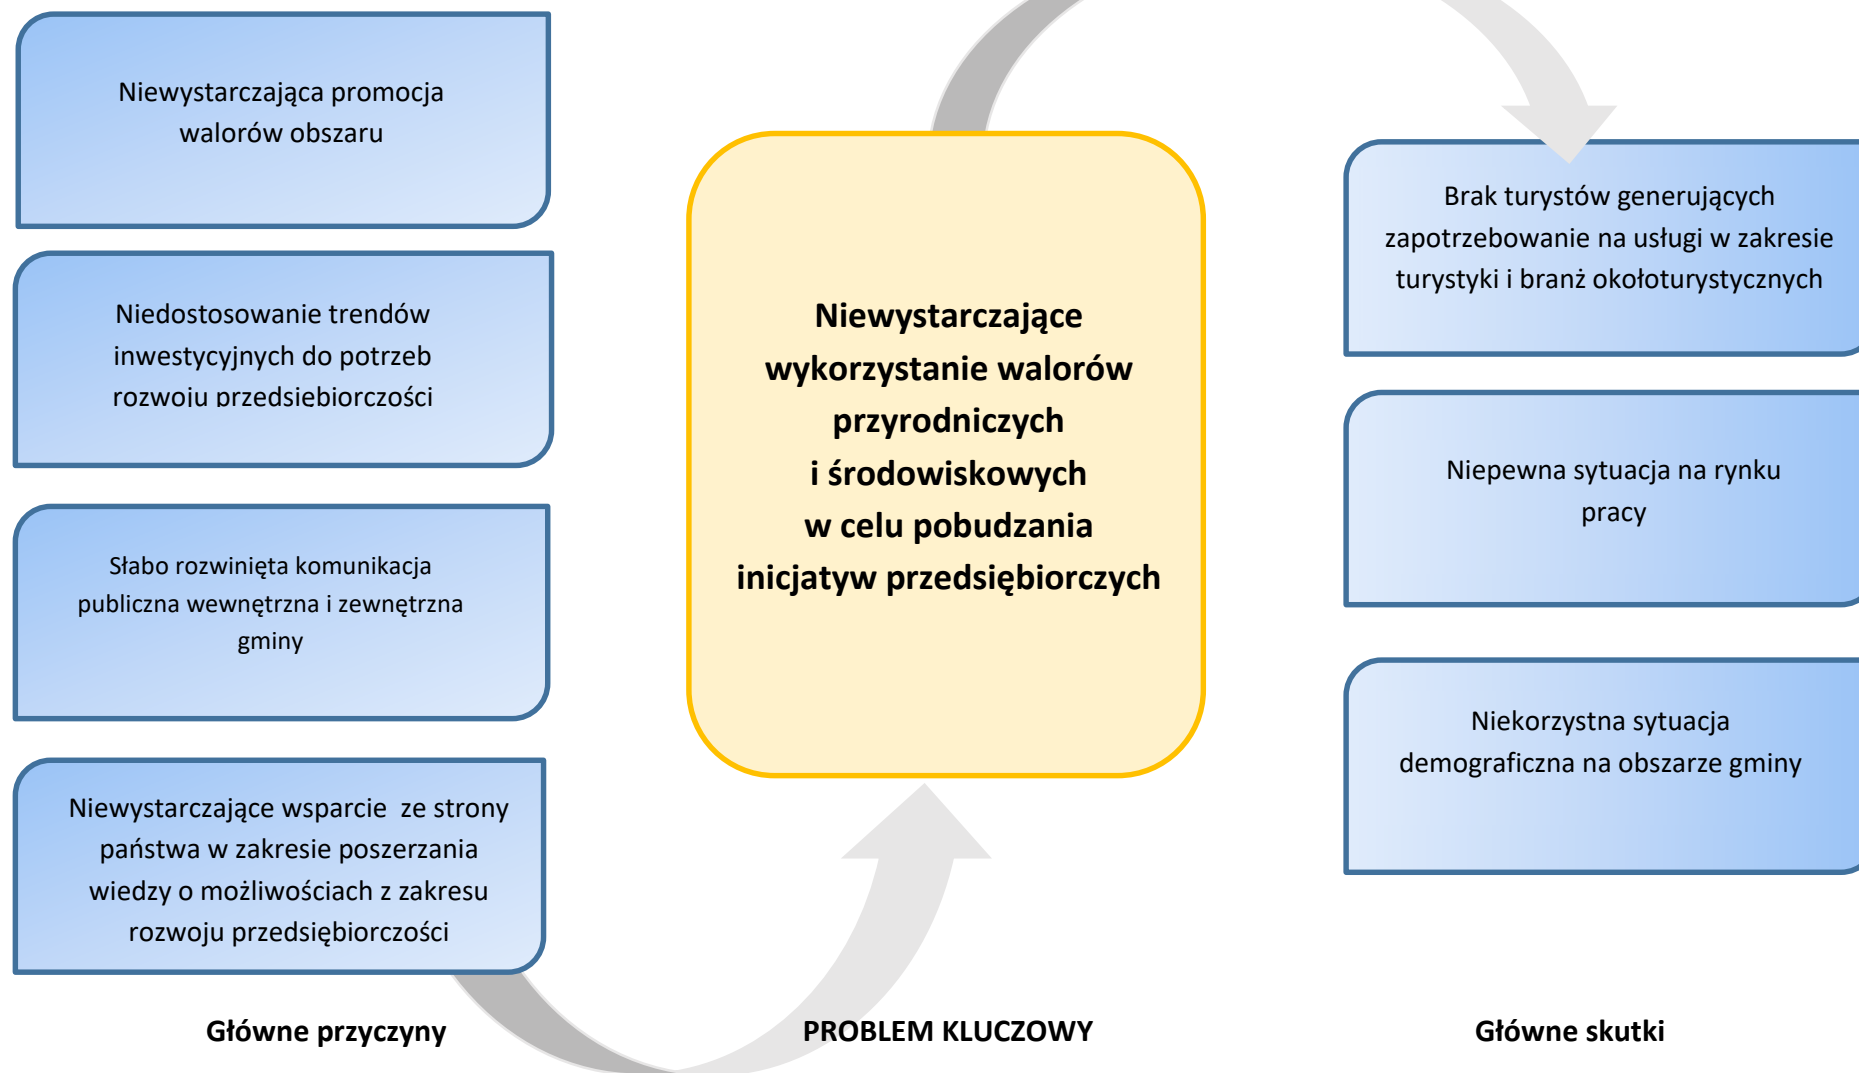 Niewystarczająca promocja
walorów obszaru
Niedostosowanie trendów
inwestycyjnych do potrzeb
rozwoju przedsiębiorczości
Słabo rozwinięta komunikacja
publiczna wewnętrzna i zewnętrzna
gminy
Niewystarczające wsparcie  ze strony
państwa w zakresie poszerzania
wiedzy o możliwościach z zakresu
rozwoju przedsiębiorczości
Główne przyczyny
Niewystarczające
wykorzystanie walorów
przyrodniczych
i środowiskowych
w celu pobudzania
inicjatyw przedsiębiorczych
PROBLEM KLUCZOWY
Brak turystów generujących
zapotrzebowanie na usługi w zakresie
turystyki i branż okołoturystycznych
Niepewna sytuacja na rynku
pracy
Niekorzystna sytuacja
demograficzna na obszarze gminy
Główne skutki